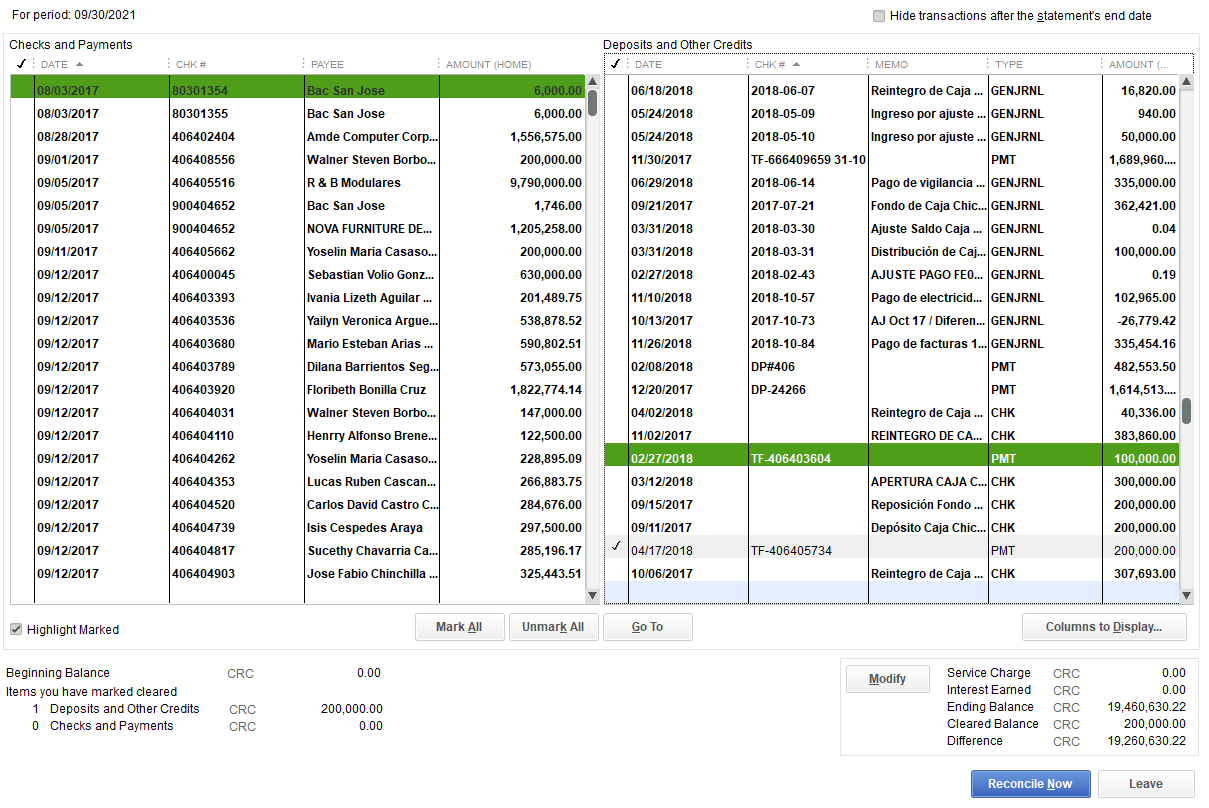 For period: 09/30/2021
Hide transactions after the statement's end date
Checks and Payments
DATE CHK # PAYEE AMOUNT (HOME)
08/03/2017 80301354 Bac San Jose 6,000.00
08/03/2017 80301355 Bac San Jose 6,000.00
08/28/2017 406402404 Amde Computer Corp... 1,556,575.00
09/01/2017 406408556 Walner Steven Borbo... 200,000.00
09/05/2017 406405516 R & B Modulares 9,790,000.00
09/05/2017 900404652 Bac San Jose 1,746.00
09/05/2017 900404652 NOVA FURNITURE DE... 1,205,258.00
09/11/2017 406405662 Yoselin Maria Casaso... 200,000.00
09/12/2017 406400045 Sebastian Volio Gonz... 630,000.00
09/12/2017 406403393 Ivania Lizeth Aguilar ... 201,489.75
09/12/2017 406403536 Yailyn Veronica Argue... 538,878.52
09/12/2017 406403680 Mario Esteban Arias ... 590,802.51
09/12/2017 406403789 Dilana Barrientos Seg... 573,055.00
09/12/2017 406403920 Floribeth Bonilla Cruz 1,822,774.14
09/12/2017 406404031 Walner Steven Borbo... 147,000.00
09/12/2017 406404110 Henrry Alfonso Brene... 122,500.00
09/12/2017 406404262 Yoselin Maria Casaso... 228,895.09
09/12/2017 406404353 Lucas Ruben Cascan... 266,883.75
09/12/2017 406404520 Carlos David Castro C... 284,676.00
09/12/2017 406404739 Isis Cespedes Araya 297,500.00
09/12/2017 406404817 Sucethy Chavarria Ca... 285,196.17
09/12/2017 406404903 Jose Fabio Chinchilla ... 325,443.51
Deposits and Other Credits
DATE CHK # MEMO TYPE AMOUNT (...
06/18/2018 2018-06-07 Reintegro de Caja ... GENJRNL 16,820.00
05/24/2018 2018-05-09 Ingreso por ajuste ... GENJRNL 940.00
05/24/2018 2018-05-10 Ingreso por ajuste ... GENJRNL 50,000.00
11/30/2017 TF-666409659 31-10 PMT 1,689,960....
06/29/2018 2018-06-14 Pago de vigilancia ... GENJRNL 335,000.00
09/21/2017 2017-07-21 Fondo de Caja Chic... GENJRNL 362,421.00
03/31/2018 2018-03-30 Ajuste Saldo Caja ... GENJRNL 0.04
03/31/2018 2018-03-31 Distribución de Caj... GENJRNL 100,000.00
02/27/2018 2018-02-43 AJUSTE PAGO FE0... GENJRNL 0.19
11/10/2018 2018-10-57 Pago de electricid... GENJRNL 102,965.00
10/13/2017 2017-10-73 AJ Oct 17 / Diferen... GENJRNL -26,779.42
11/26/2018 2018-10-84 Pago de facturas 1... GENJRNL 335,454.16
02/08/2018 DP#406 PMT 482,553.50
12/20/2017 DP-24266 PMT 1,614,513....
04/02/2018 Reintegro de Caja ... CHK 40,336.00
11/02/2017 REINTEGRO DE CA... CHK 383,860.00
02/27/2018 TF-406403604 PMT 100,000.00
03/12/2018 APERTURA CAJA C... CHK 300,000.00
09/15/2017 Reposición Fondo ... CHK 200,000.00
09/11/2017 Depósito Caja Chic... CHK 200,000.00
04/17/2018 TF-406405734 PMT 200,000.00
10/06/2017 Reintegro de Caja ... CHK 307,693.00
Highlight Marked
Mark All
Unmark All
Go To
Columns to Display...
Beginning Balance CRC 0.00
Items you have marked cleared
1 Deposits and Other Credits CRC 200,000.00
0 Checks and Payments CRC 0.00
Modify
Service Charge CRC 0.00
Interest Earned CRC 0.00
Ending Balance CRC 19,460,630.22
Cleared Balance CRC 200,000.00
Difference CRC 19,260,630.22
Reconcile Now
Leave